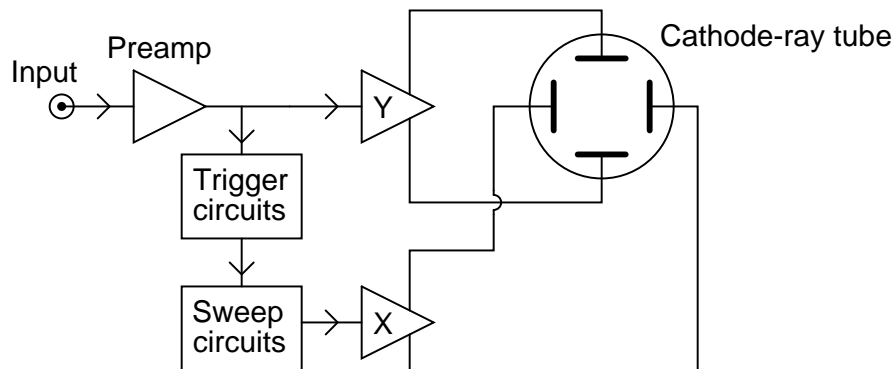 Preamp
Cathode-ray tube
Input
Y
Trigger
circuits
Sweep
circuits
X